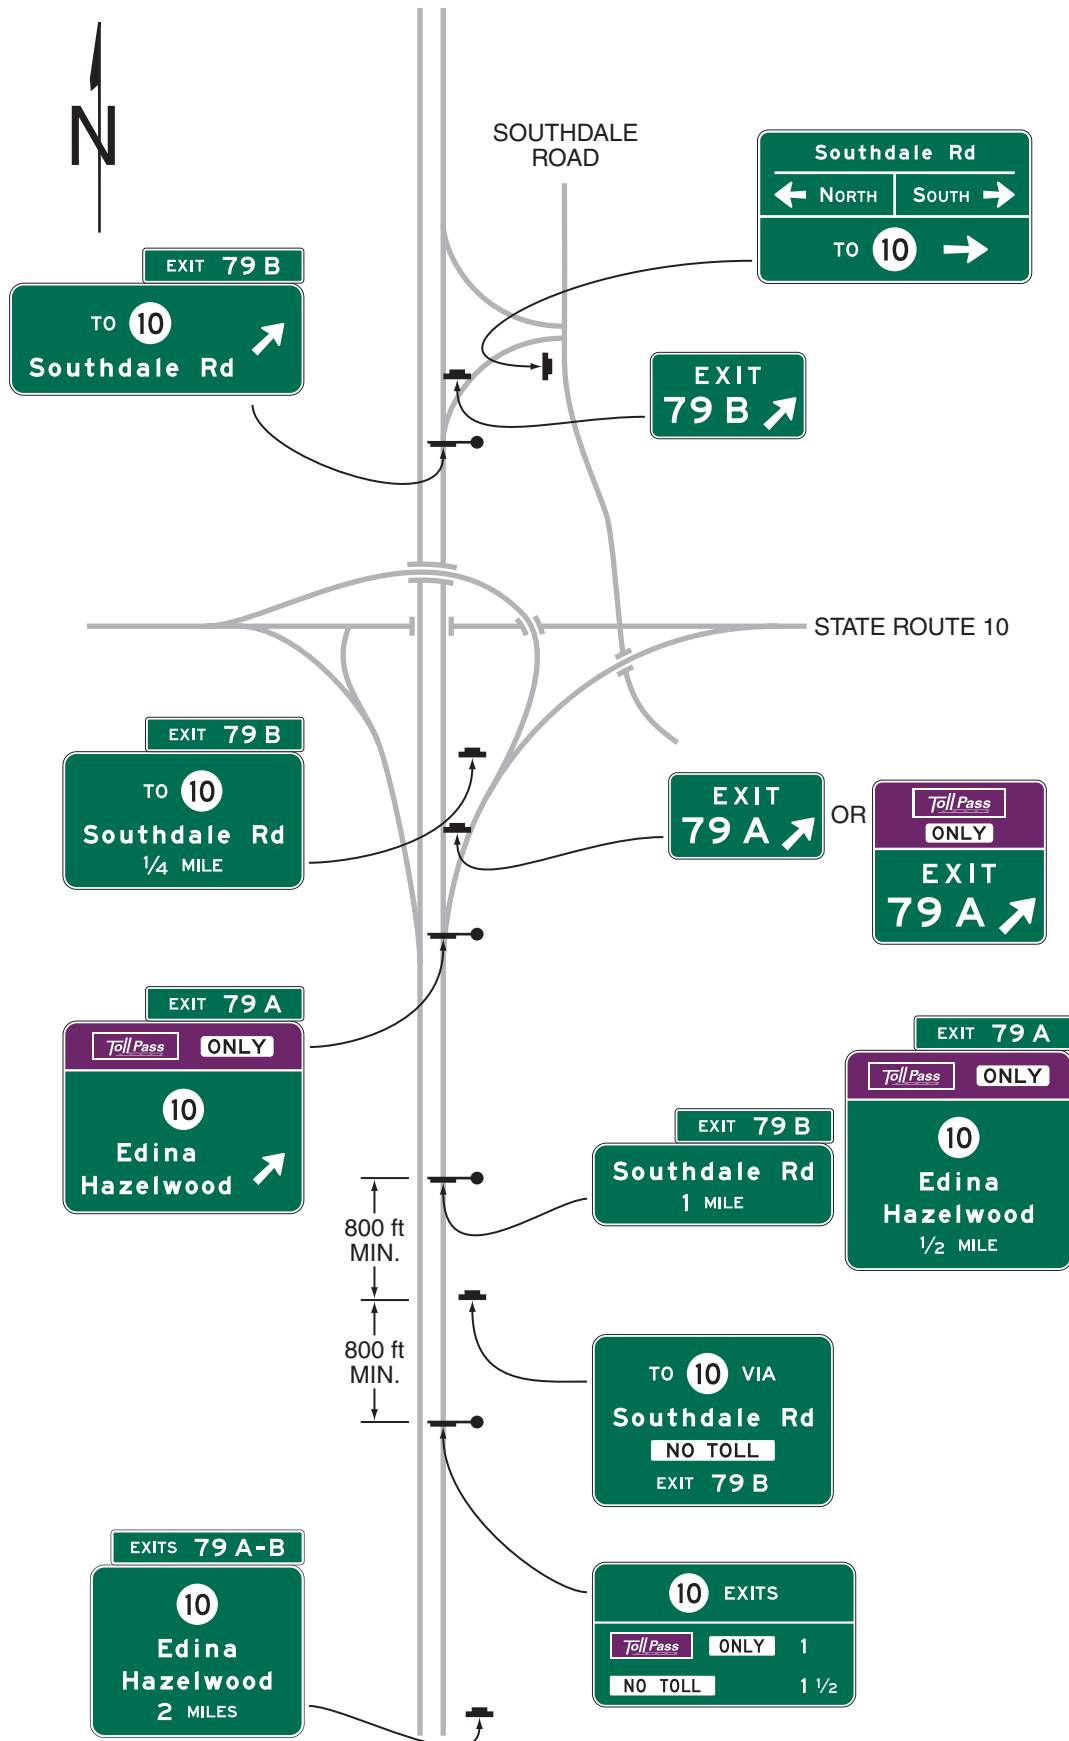 N
SOUTHDALE
ROAD
Southdale Rd
NORTH SOUTH
TO 10
EXIT 79 B
TO 10
Southdale Rd
EXIT
79 B
STATE ROUTE 10
EXIT 79 B
TO 10
Southdale Rd
1/4 MILE
EXIT
79 A
OR
Toll Pass
ONLY
EXIT
79 A
EXIT 79 A
Toll Pass ONLY
10
Edina
Hazelwood
EXIT 79 A
Toll Pass ONLY
10
Edina
Hazelwood
1/2 MILE
EXIT 79 B
Southdale Rd
1 MILE
800 ft
MIN.
800 ft
MIN.
TO 10 VIA
Southdale Rd
NO TOLL
EXIT 79 B
EXITS 79 A-B
10
Edina
Hazelwood
2 MILES
10 EXITS
Toll Pass ONLY 1
NO TOLL 1 1/2